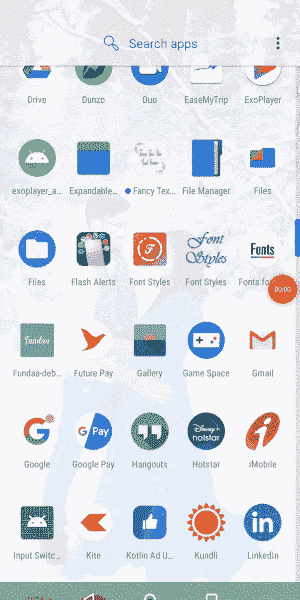 Search apps
Drive Dunzo Duo EaseMyTrip ExoPlayer
exoplayer_a... Expandable... Fancy Tex... File Manager Files
Font
Styles
Fonts
Files Flash Alerts Font Styles Font Styles Fonts fo
00:00
Fundaa
Fundaa-deb... Future Pay Gallery Game Space Gmail
G Pay
Disney+
hotstar
Google Google Pay Hangouts Hotstar iMobile
in
Input Switc... Kite Kotlin Ad U... Kundli LinkedIn